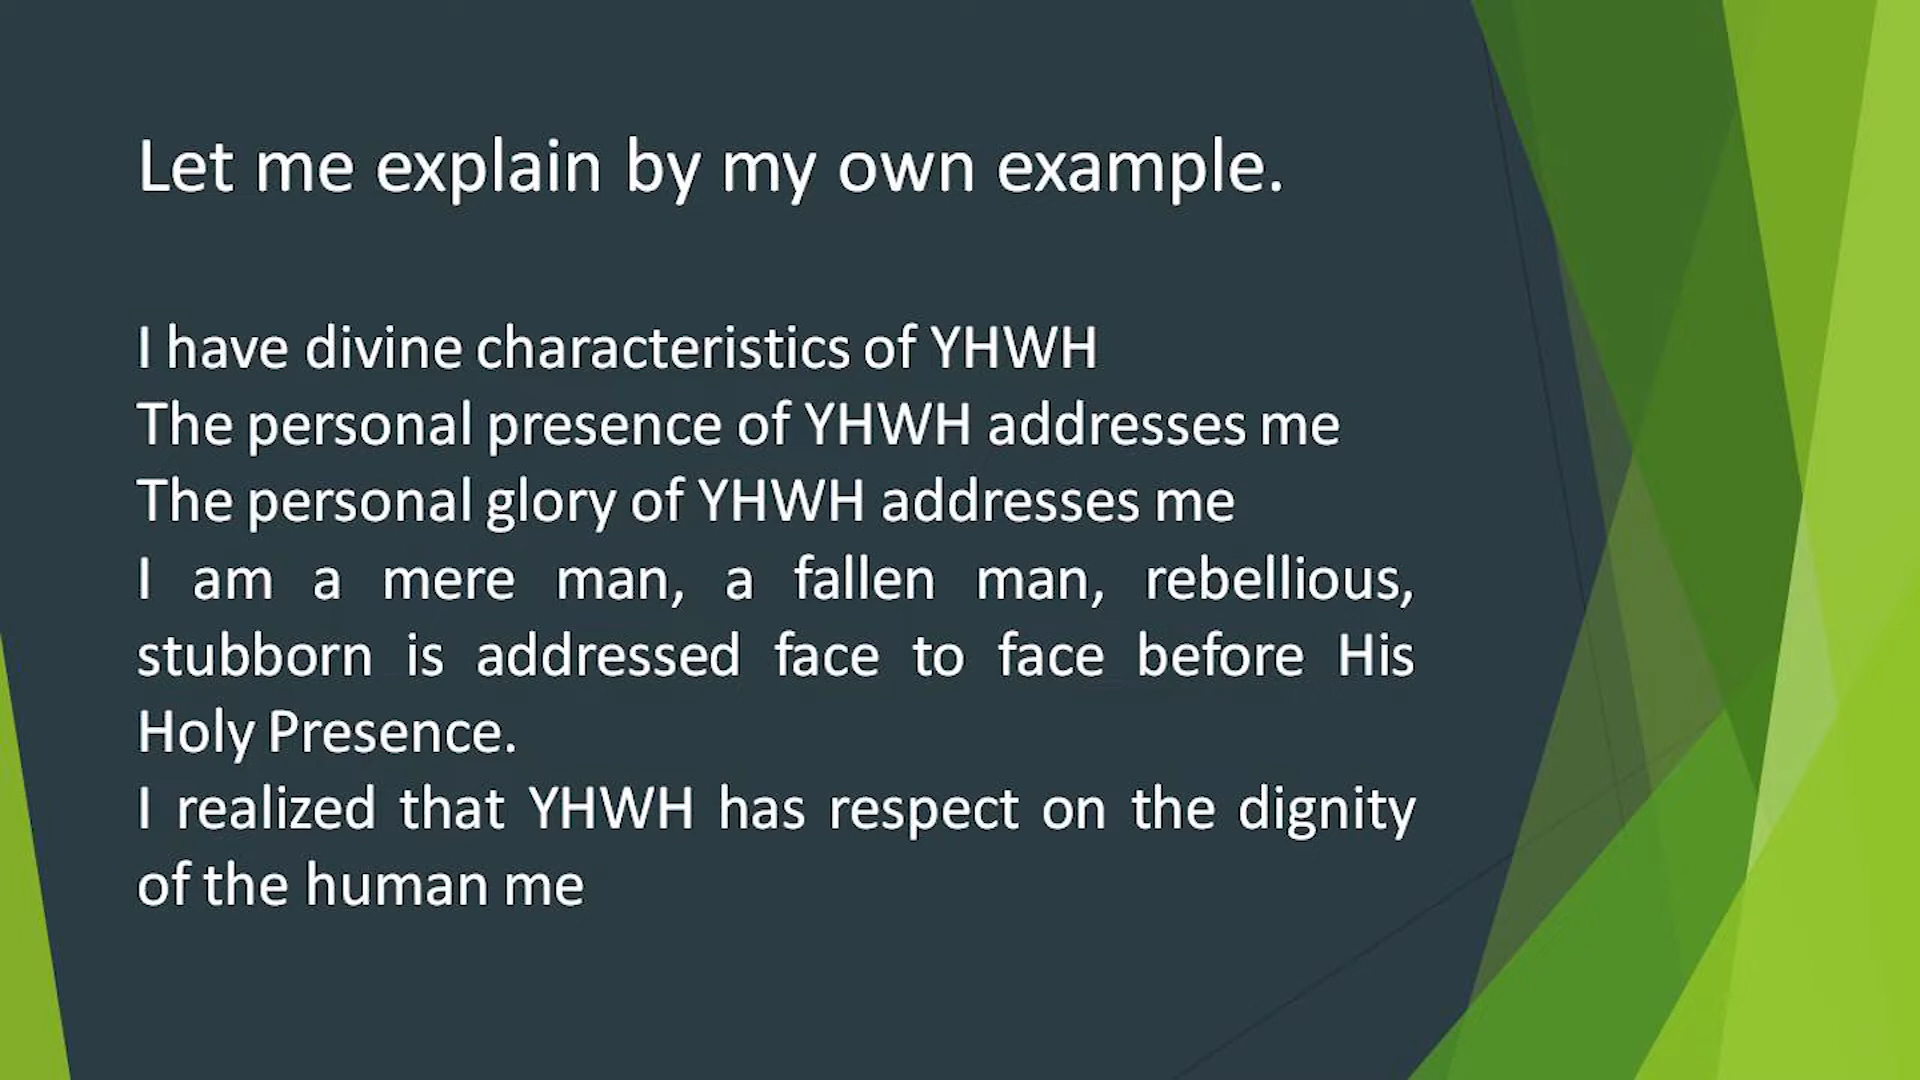 Let me explain by my own example.
I have divine characteristics of YHWH
The personal presence of YHWH addresses me
The personal glory of YHWH addresses me
I am a mere man, a fallen man, rebellious,
stubborn is addressed face to face before His
Holy Presence.
I realized that YHWH has respect on the dignity
of the human me